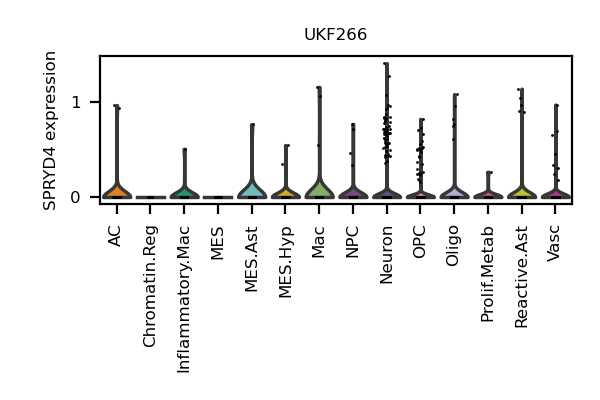 UKF266
SPRYD4 expression
1
0
AC
Chromatin.Reg
Inflammatory.Mac
MES
MES.Ast
MES.Hyp
Mac
NPC
Neuron
OPC
Oligo
Prolif.Metab
Reactive.Ast
Vasc